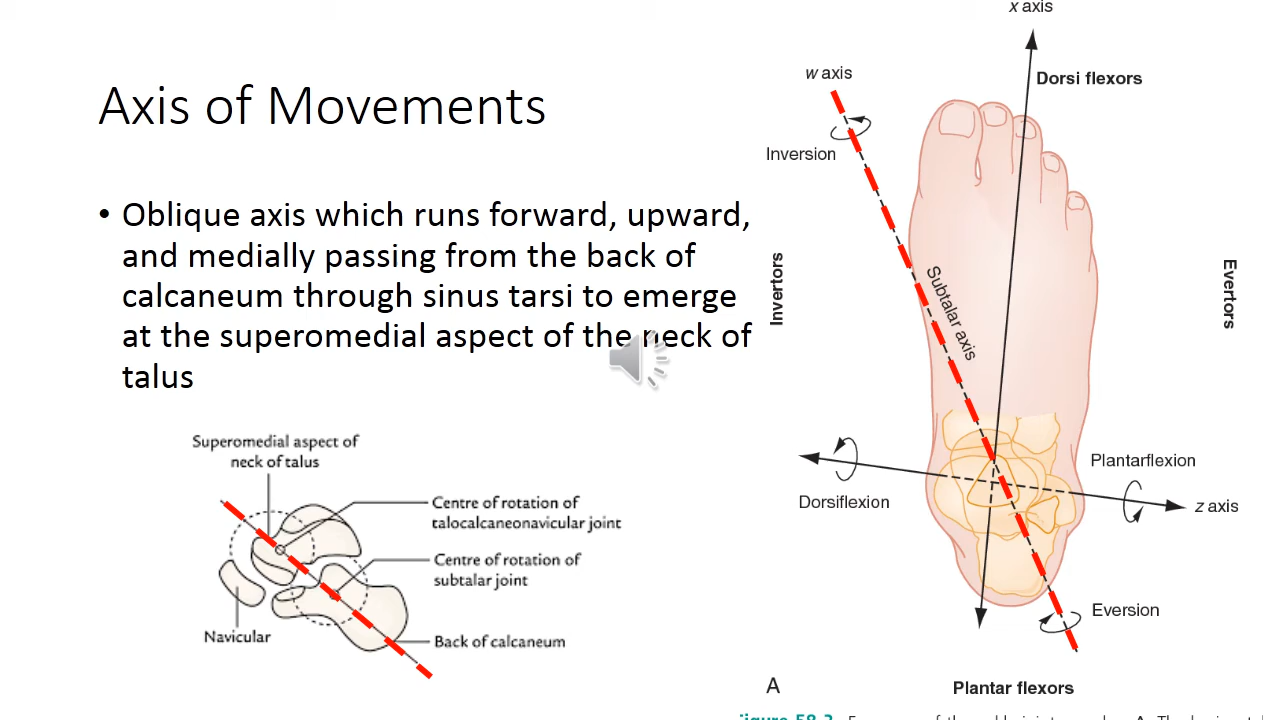 Axis of Movements
• Oblique axis which runs forward, upward,
and medially passing from the back of
calcaneum through sinus tarsi to emerge
at the superomedial aspect of the neck of
talus
Superomedial aspect of
neck of talus
Centre of rotation of
talocalcaneonavicular joint
Centre of rotation of
subtalar joint
Navicular
Back of calcaneum
x axis
w axis
Dorsi flexors
Inversion
Invertors
Subtalar axis
Evertors
Plantarflexion
Dorsiflexion
z axis
Eversion
A
Plantar flexors